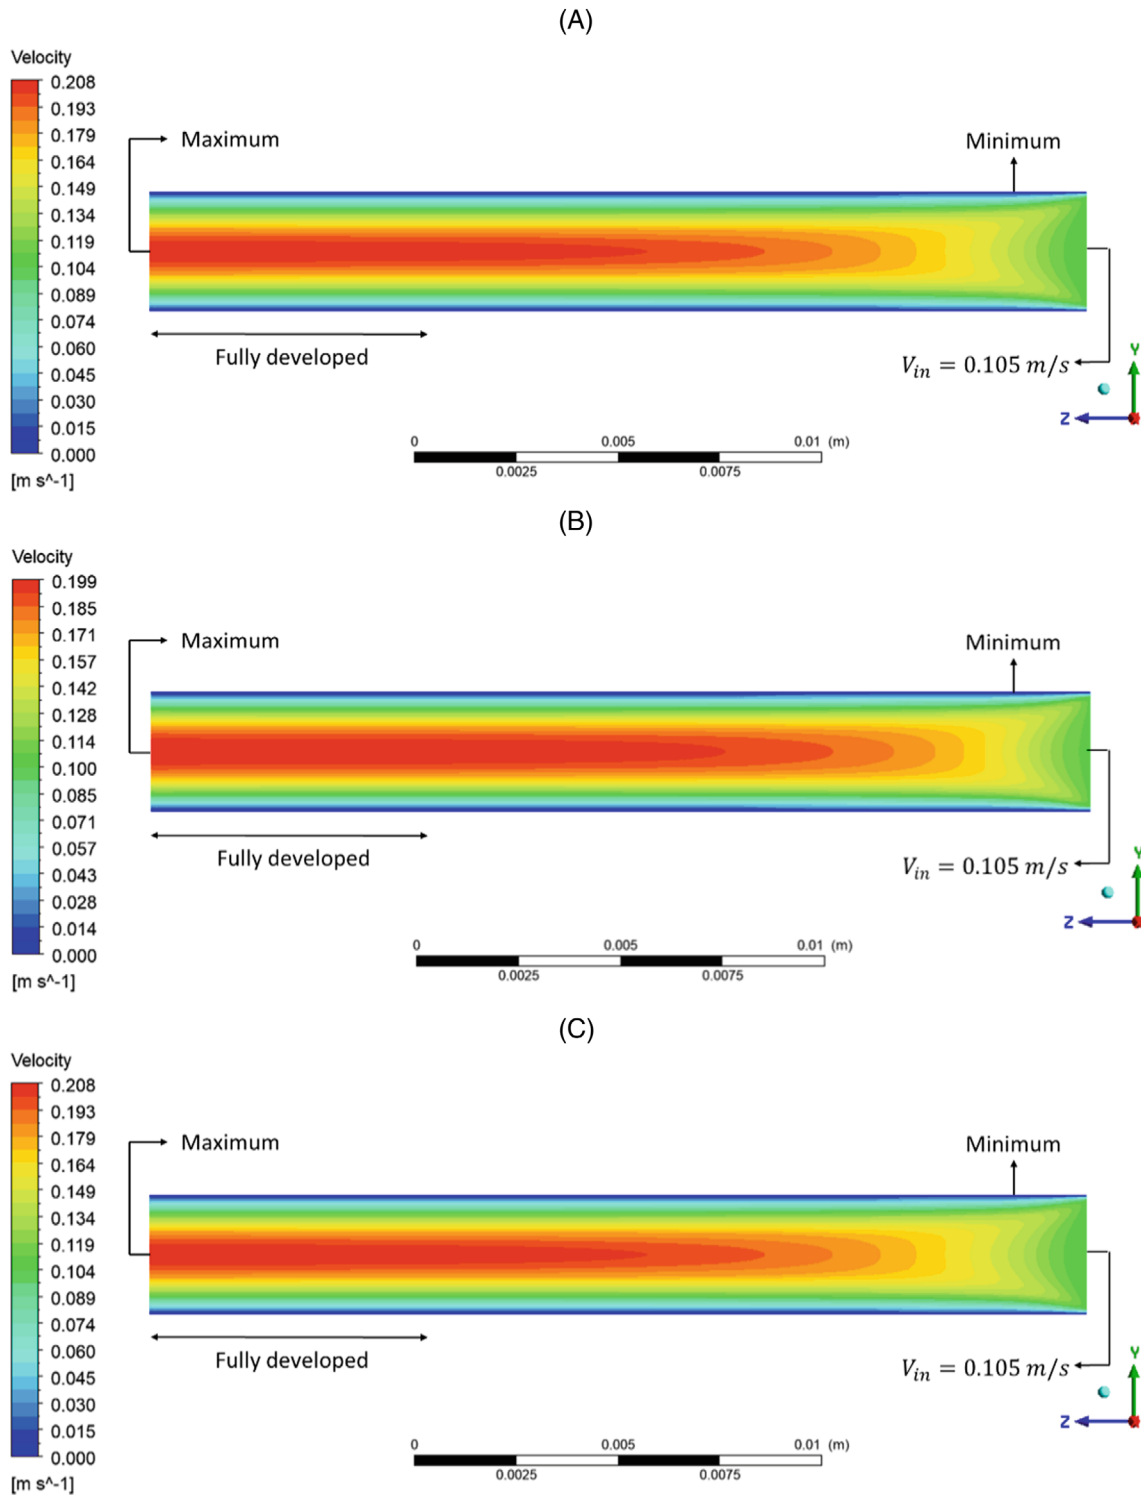 (A)
Velocity
0.208
0.193
0.179
0.164
0.149
0.134
0.119
0.104
0.089
0.074
0.060
0.045
0.030
0.015
0.000
[m s^-1]
Maximum
Minimum
Fully developed
V_in = 0.105 m/s
Y
Z
0 0.005 0.01 (m)
0.0025 0.0075
(B)
Velocity
0.199
0.185
0.171
0.157
0.142
0.128
0.114
0.100
0.085
0.071
0.057
0.043
0.028
0.014
0.000
[m s^-1]
Maximum
Minimum
Fully developed
V_in = 0.105 m/s
Y
Z
0 0.005 0.01 (m)
0.0025 0.0075
(C)
Velocity
0.208
0.193
0.179
0.164
0.149
0.134
0.119
0.104
0.089
0.074
0.060
0.045
0.030
0.015
0.000
[m s^-1]
Maximum
Minimum
Fully developed
V_in = 0.105 m/s
Y
Z
0 0.005 0.01 (m)
0.0025 0.0075